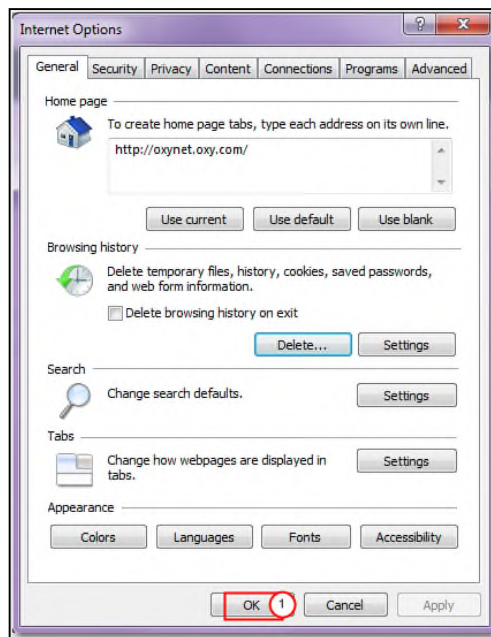 Internet Options
General Security Privacy Content Connections Programs Advanced
Home page
To create home page tabs, type each address on its own line.
http://oxynet.oxy.com/
Use current Use default Use blank
Browsing history
Delete temporary files, history, cookies, saved passwords,
and web form information.
Delete browsing history on exit
Delete... Settings
Search
Change search defaults. Settings
Tabs
Change how webpages are displayed in
tabs. Settings
Appearance
Colors Languages Fonts Accessibility
OK 1 Cancel Apply